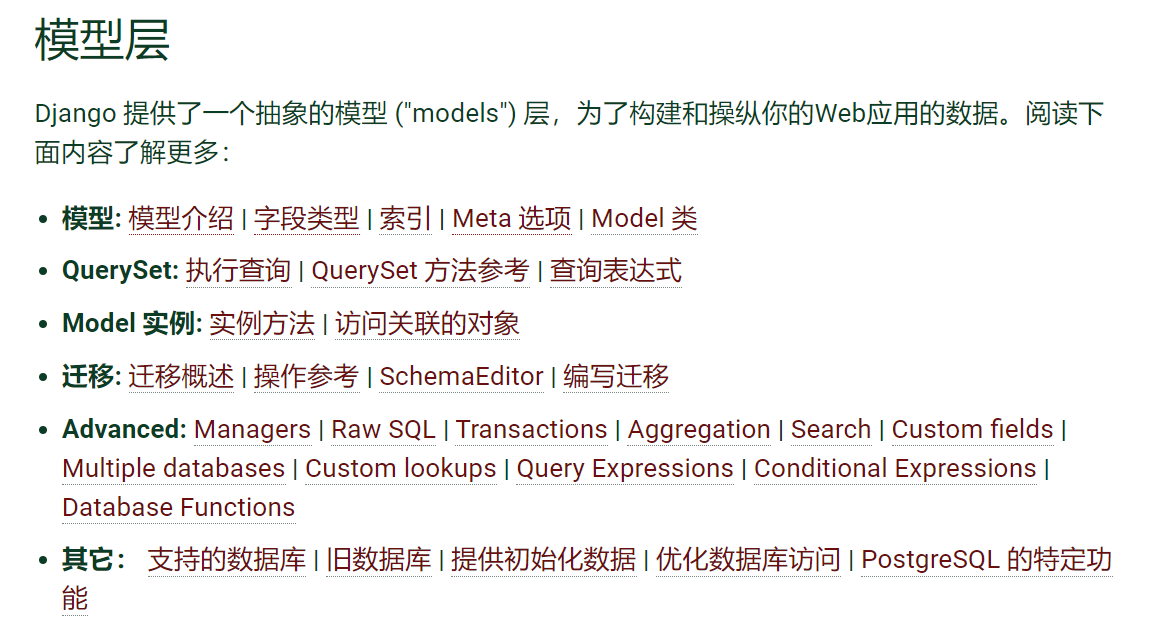 模型层
Django 提供了一个抽象的模型 ("models") 层，为了构建和操纵你的Web应用的数据。阅读下
面内容了解更多：
• 模型: 模型介绍 | 字段类型 | 索引 | Meta 选项 | Model 类
• QuerySet: 执行查询 | QuerySet 方法参考 | 查询表达式
• Model 实例: 实例方法 | 访问关联的对象
• 迁移: 迁移概述 | 操作参考 | SchemaEditor | 编写迁移
• Advanced: Managers | Raw SQL | Transactions | Aggregation | Search | Custom fields |
Multiple databases | Custom lookups | Query Expressions | Conditional Expressions |
Database Functions
• 其它： 支持的数据库 | 旧数据库 | 提供初始化数据 | 优化数据库访问 | PostgreSQL 的特定功
能